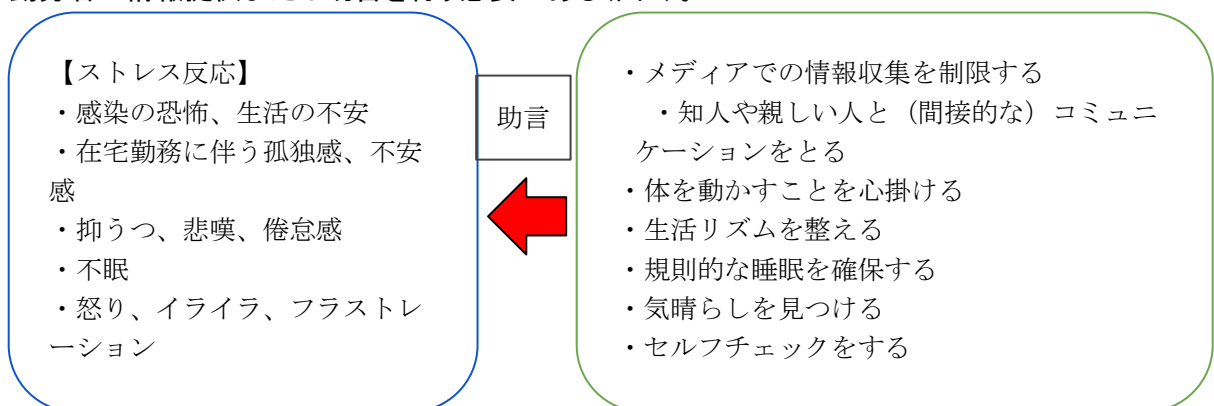 【ストレス反応】
・感染の恐怖、生活の不安
・在宅勤務に伴う孤独感、不安
感
・抑うつ、悲嘆、倦怠感
・不眠
・怒り、イライラ、フラストレ
ーション
助言
・メディアでの情報収集を制限する
・知人や親しい人と（間接的な）コミュニ
ケーションをとる
・体を動かすことを心掛ける
・生活リズムを整える
・規則的な睡眠を確保する
・気晴らしを見つける
・セルフチェックをする